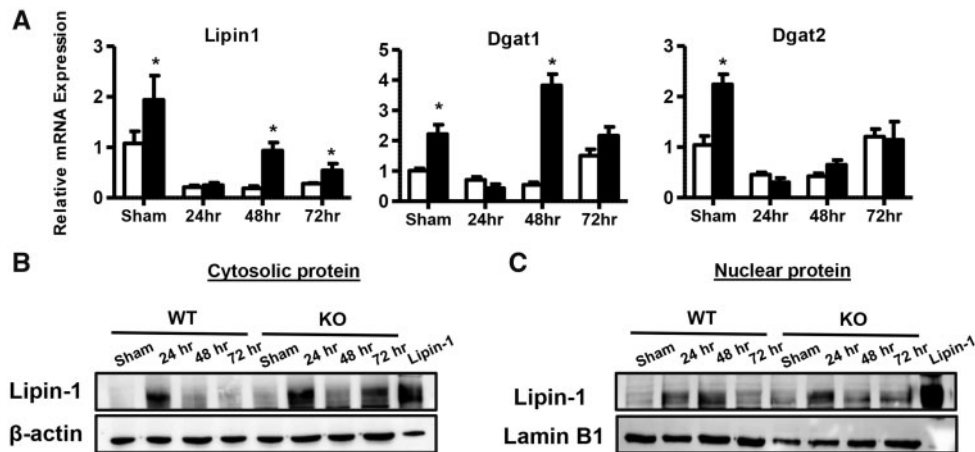 A
Relative mRNA Expression
Lipin1
3
2
1
0
*
*
*
Sham 24hr 48hr 72hr
Dgat1
5
4
3
2
1
0
*
*
Sham 24hr 48hr 72hr
Dgat2
3
2
1
0
*
Sham 24hr 48hr 72hr
B
Cytosolic protein
WT KO
Sham 24 hr 48 hr 72 hr Sham 24 hr 48 hr 72 hr Lipin-1
Lipin-1
β-actin
C
Nuclear protein
WT KO
Sham 24 hr 48 hr 72 hr Sham 24 hr 48 hr 72 hr Lipin-1
Lipin-1
Lamin B1